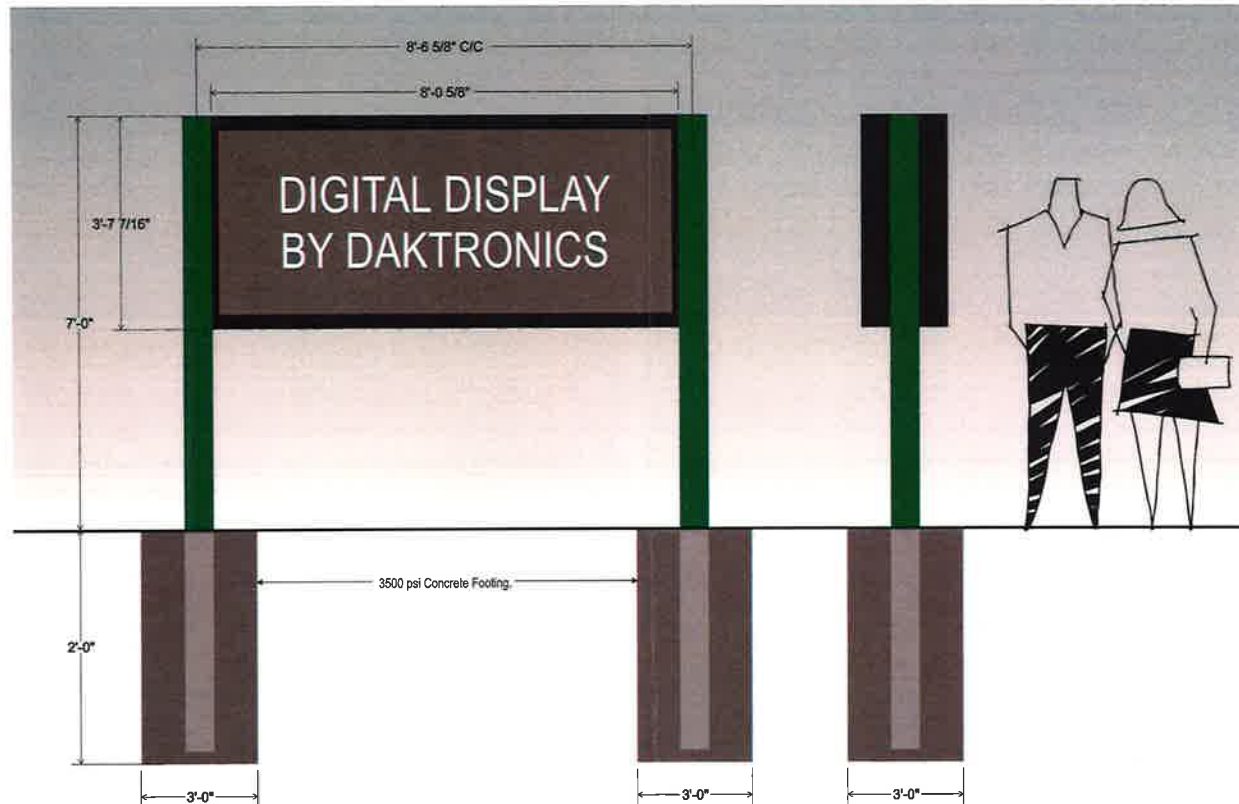 8'-6 5/8" C/C
8'-0 5/8"
DIGITAL DISPLAY
BY DAKTRONICS
3'-7 7/16"
7'-0"
3500 psi Concrete Footing.
2'-0"
3'-0"
3'-0"
3'-0"